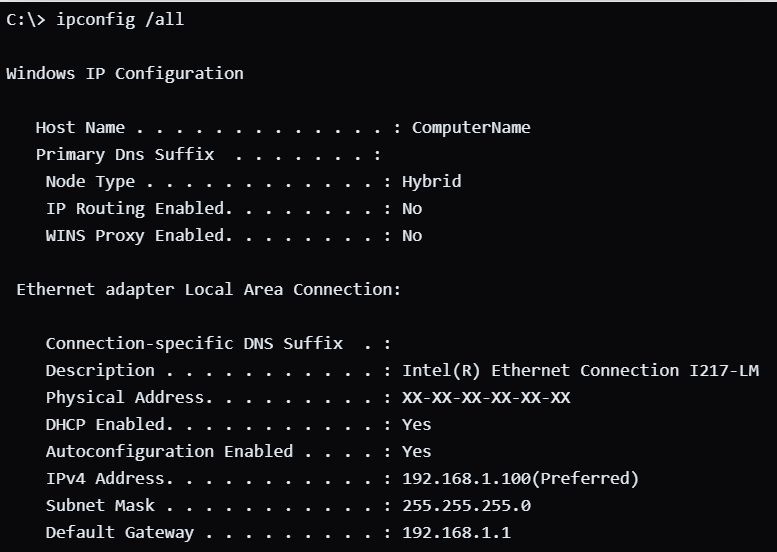 C:\> ipconfig /all
Windows IP Configuration
Host Name . . . . . . . . . . . . . : ComputerName
Primary Dns Suffix  . . . . . . . :
Node Type . . . . . . . . . . . . : Hybrid
IP Routing Enabled. . . . . . . . : No
WINS Proxy Enabled. . . . . . . . : No
Ethernet adapter Local Area Connection:
Connection-specific DNS Suffix  . :
Description . . . . . . . . . . . : Intel(R) Ethernet Connection I217-LM
Physical Address. . . . . . . . . : XX-XX-XX-XX-XX-XX
DHCP Enabled. . . . . . . . . . . : Yes
Autoconfiguration Enabled . . . . : Yes
IPv4 Address. . . . . . . . . . . : 192.168.1.100(Preferred)
Subnet Mask . . . . . . . . . . . : 255.255.255.0
Default Gateway . . . . . . . . . : 192.168.1.1